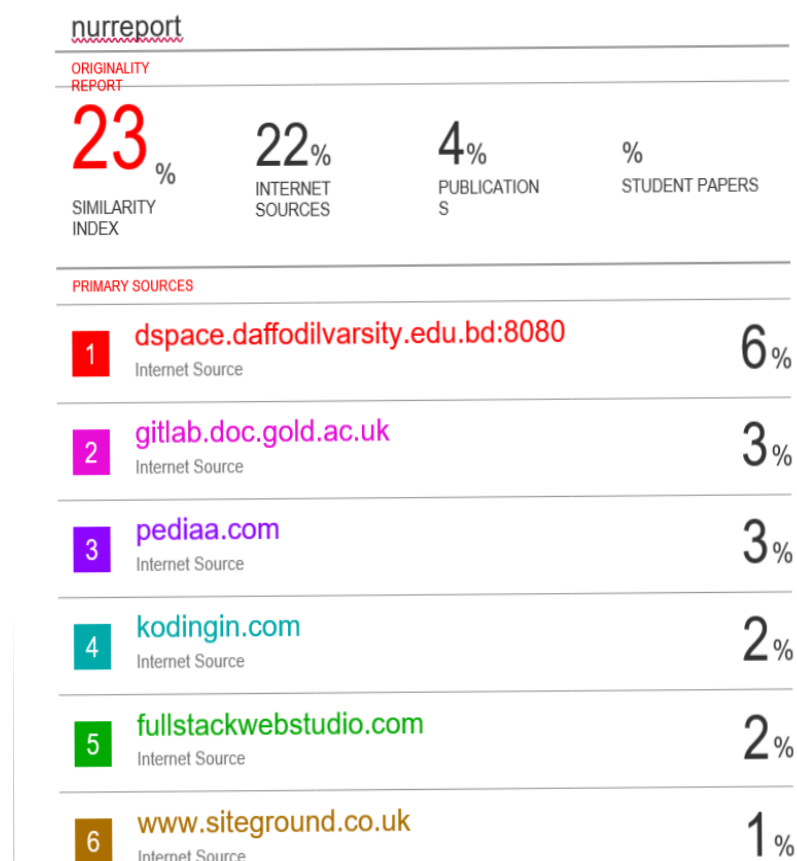 nurreport
ORIGINALITY
REPORT
23 %
SIMILARITY
INDEX
22%
INTERNET
SOURCES
4%
PUBLICATION
S
%
STUDENT PAPERS
PRIMARY SOURCES
1 dspace.daffodilvarsity.edu.bd:8080 6%
Internet Source
2 gitlab.doc.gold.ac.uk 3%
Internet Source
3 pediaa.com 3%
Internet Source
4 kodingin.com 2%
Internet Source
5 fullstackwebstudio.com 2%
Internet Source
6 www.siteground.co.uk 1%
Internet Source